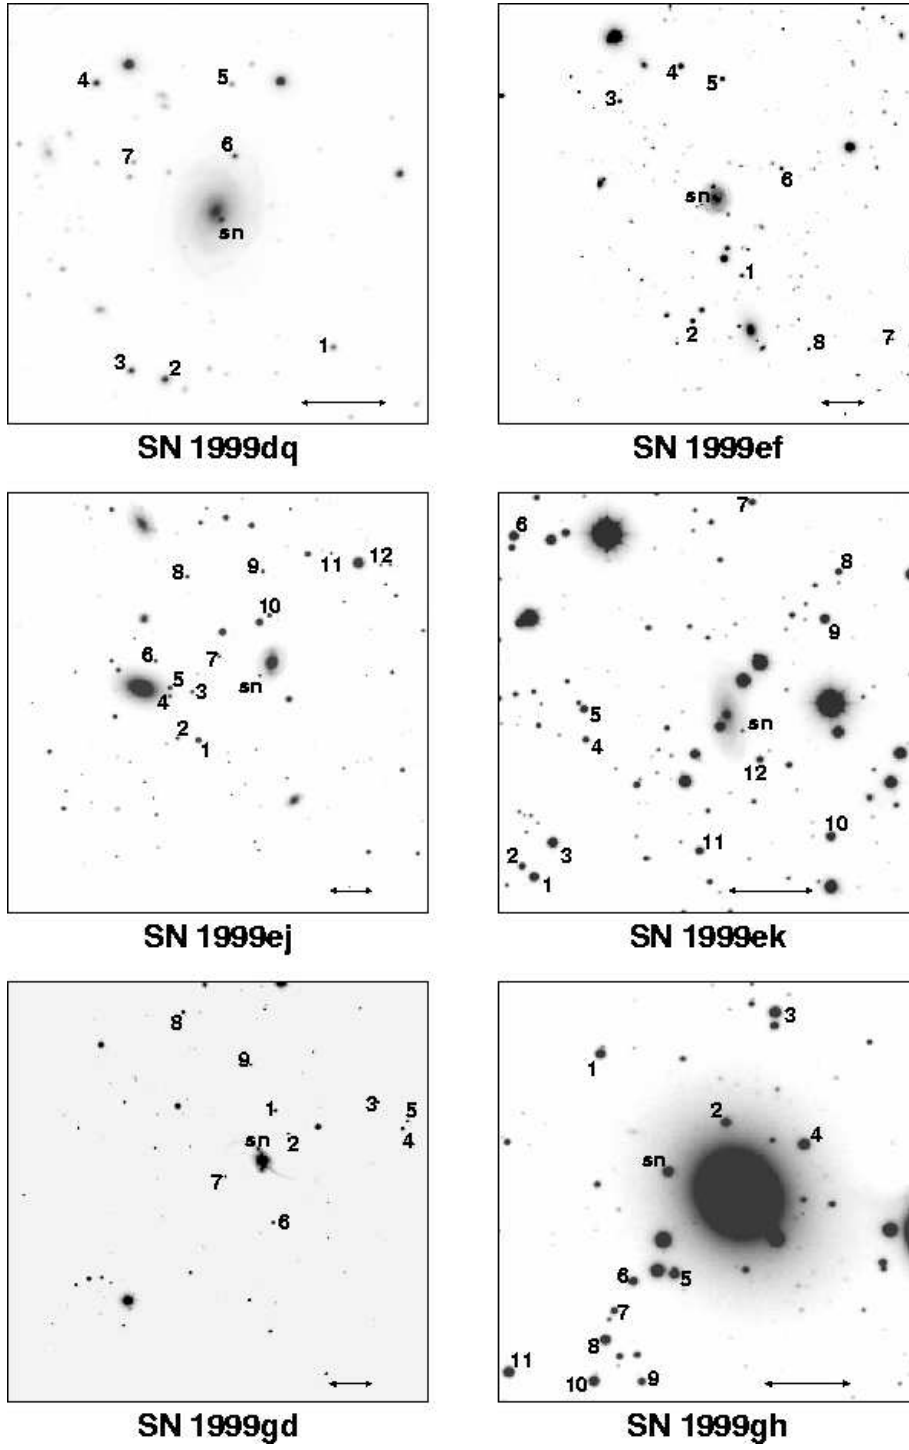 4 5
7 6
sn
1
3 2
SN 1999dq
4
3 5
6
sn
1
2 8 7
SN 1999ef
11 12
8 9
10
6 7
5 sn
4 3
2
1
SN 1999ej
7
6
8
9
5 sn
4
12
10
3 11
2
1
SN 1999ek
8
9
1 3 5
sn 2 4
7
6
SN 1999gd
3
1
2 4
sn
6 5
7
8
11
10 9
SN 1999gh